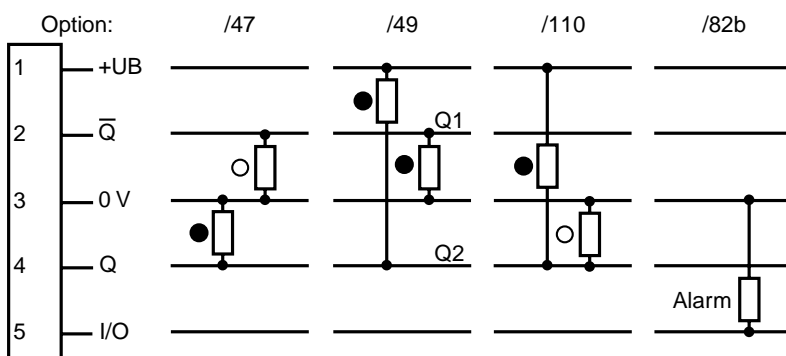 Option: /47 /49 /110 /82b
1 +UB
2 Q̅ Q1
3 0 V
4 Q Q2
Alarm
5 I/O